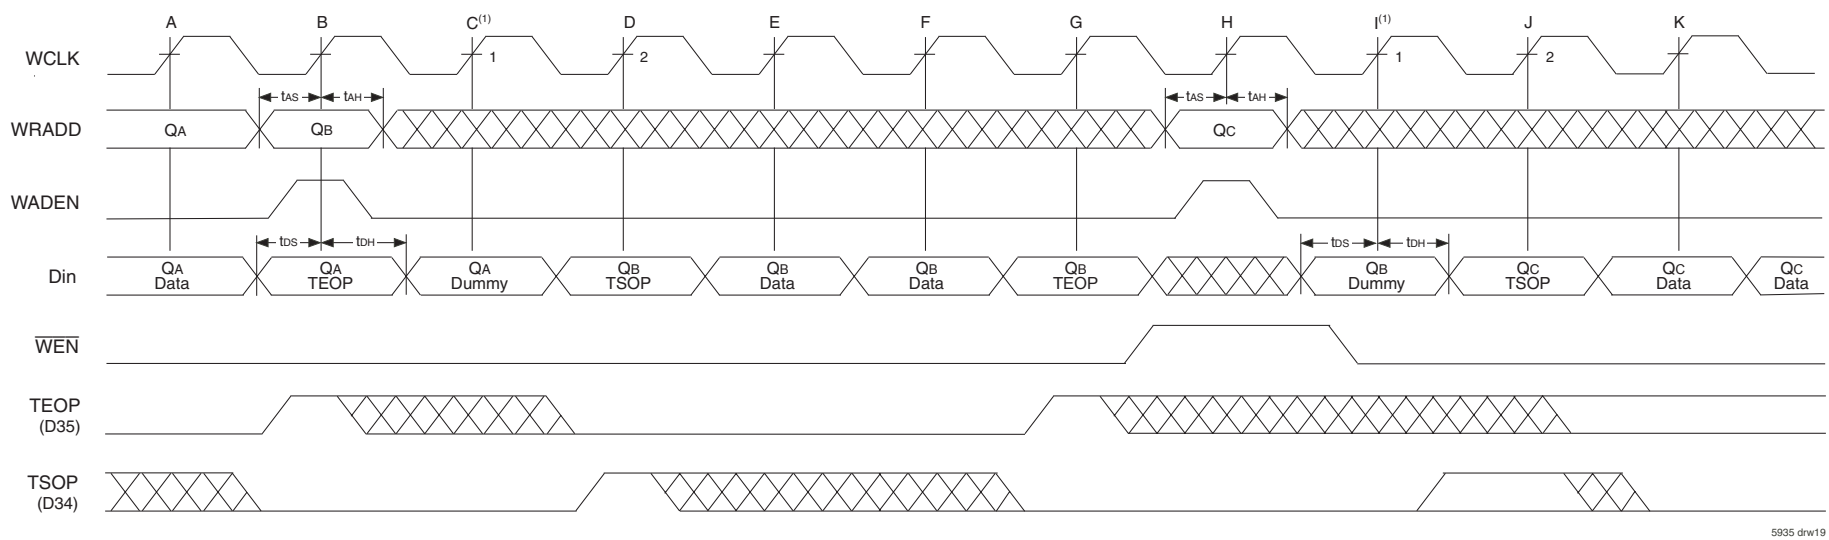 A B C(1) D E F G H I(1) J K
WCLK 1 2 1 2
tAS tAH tAS tAH
WRADD QA QB QC
WADEN
tDS tDH tDS tDH
Din QA Data QA TEOP QA Dummy QB TSOP QB Data QB Data QB TEOP QB Dummy QC TSOP QC Data QC Data
WEN
TEOP
(D35)
TSOP
(D34)
5935 drw19